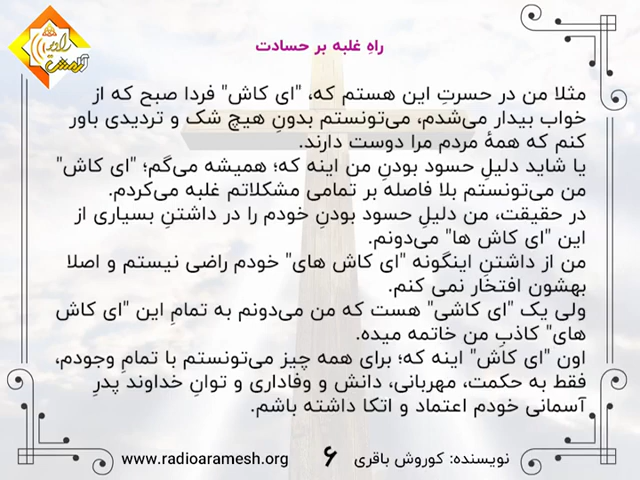 راه آرامش
راهِ غلبه بر حسادت
مثلا من در حسرتِ این هستم که، "ای کاش" فردا صبح که از
خواب بیدار می‌شدم، می‌تونستم بدونِ هیچ شک و تردیدی باور
کنم که همهٔ مردم مرا دوست دارند.
یا شاید دلیلِ حسود بودنِ من اینه که؛ همیشه می‌گم؛ "ای کاش"
من می‌تونستم بلا فاصله بر تمامی مشکلاتم غلبه می‌کردم.
در حقیقت، من دلیلِ حسود بودنِ خودم را در داشتنِ بسیاری از
این "ای کاش ها" می‌دونم.
من از داشتنِ اینگونه "ای کاش های" خودم راضی نیستم و اصلا
بهشون افتخار نمی کنم.
ولی یک "ای کاشی" هست که من می‌دونم به تمامِ این "ای کاش
های" کاذبِ من خاتمه میده.
اون "ای کاش" اینه که؛ برای همه چیز می‌تونستم با تمامِ وجودم،
فقط به حکمت، مهربانی، دانش و وفاداری و توانِ خداوند پدرِ
آسمانی خودم اعتماد و اتکا داشته باشم.
نویسنده: کوروش باقری ۶ www.radioaramesh.org